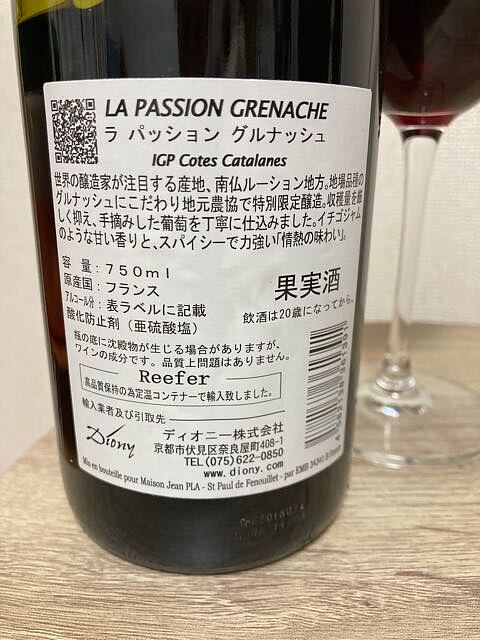 LA PASSION GRENACHE
ラ パッション グルナッシュ
IGP Cotes Catalanes
世界の醸造家が注目する産地、南仏ルーション地方。地場品種の
グルナッシュにこだわり地元農協で特別限定醸造。収穫量を厳
しく抑え、手摘みした葡萄を丁寧に仕込みました。イチゴジャム
のような甘い香りと、スパイシーで力強い「情熱の味わい」。
容 量：750ml
原産国：フランス
アルコール分：表ラベルに記載
酸化防止剤（亜硫酸塩）
果実酒
飲酒は20歳になってから。
瓶の底に沈殿物が生じる場合がありますが、
ワインの成分です。品質上問題はありません。
Reefer
高品質保持の為定温コンテナーで輸入致しました。
輸入業者及び引取先
Diony
ディオニー株式会社
京都市伏見区奈良屋町408-1
TEL(075)622-0850
www.diony.com
Mis en bouteille pour Maison Jean PLA - St Paul de Fenouillet - par EMB